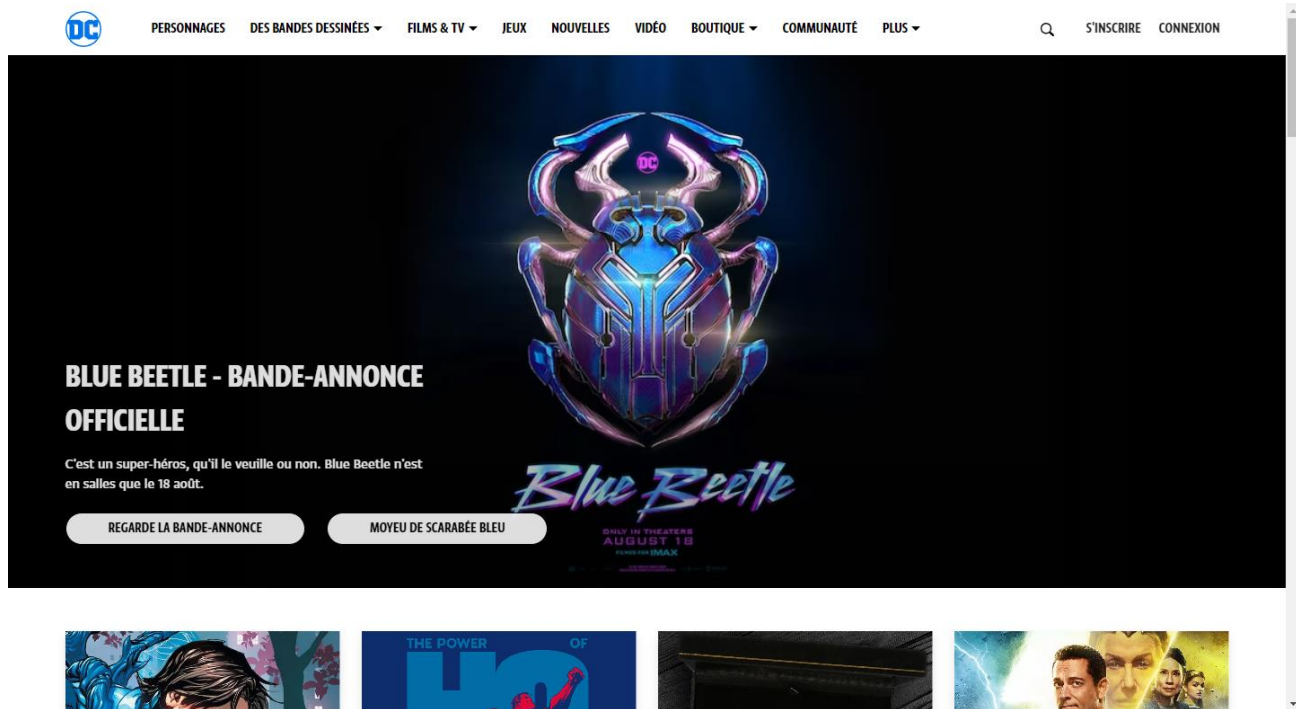 DC
PERSONNAGES DES BANDES DESSINÉES FILMS & TV JEUX NOUVELLES VIDÉO BOUTIQUE COMMUNAUTÉ PLUS S'INSCRIRE CONNEXION
DC
BLUE BEETLE - BANDE-ANNONCE
OFFICIELLE
C'est un super-héros, qu'il le veuille ou non. Blue Beetle n'est
en salles que le 18 août.
REGARDE LA BANDE-ANNONCE MOYEU DE SCARABÉE BLEU
Blue Beetle
ONLY IN THEATERS
AUGUST 18
FILMED FOR IMAX
THE POWER OF